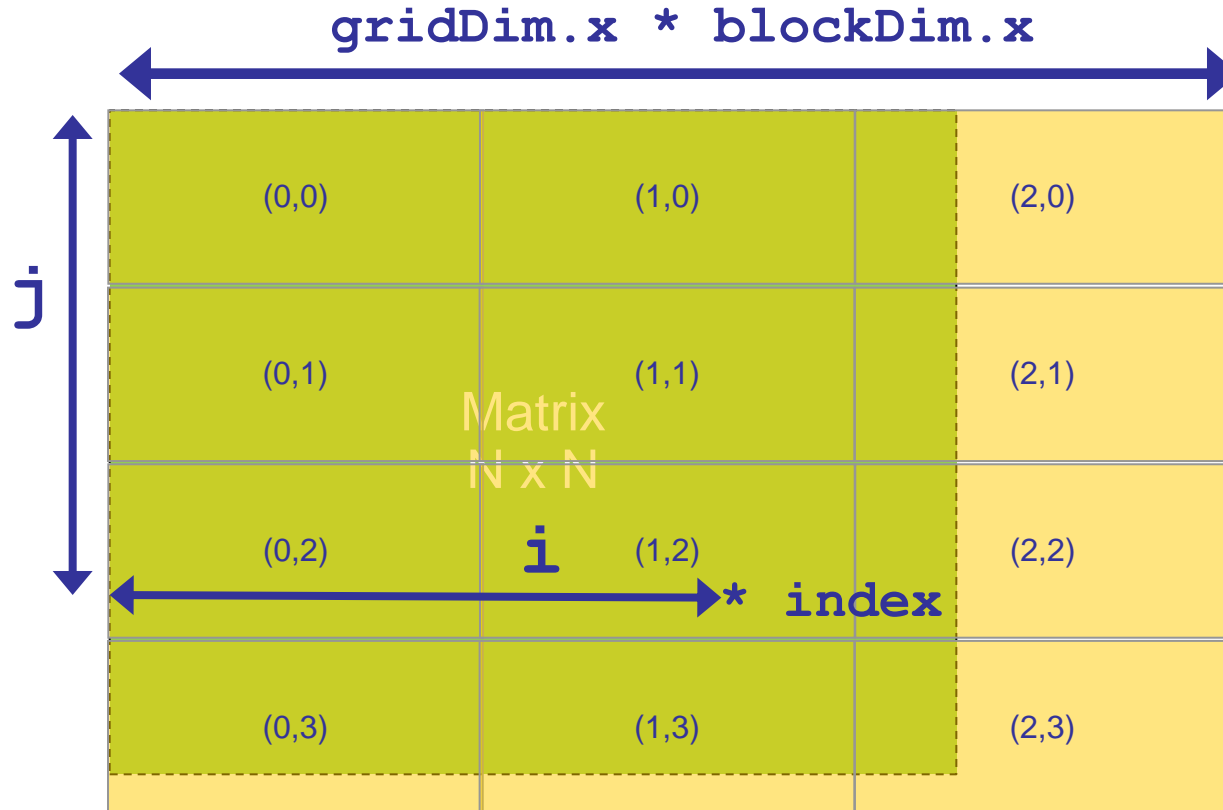 gridDim.x * blockDim.x
(0,0) (1,0) (2,0)
j
(0,1) (1,1) (2,1)
Matrix
N x N
(0,2) i (1,2) (2,2)
* index
(0,3) (1,3) (2,3)